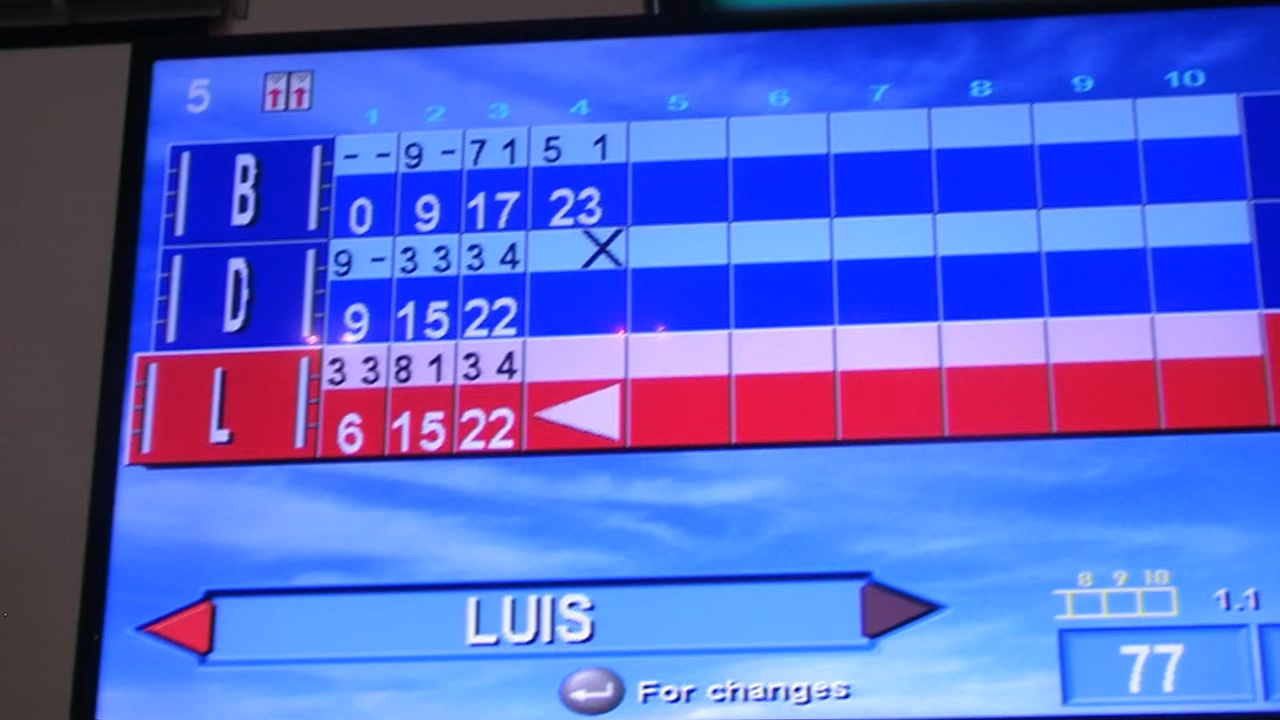 5
1 2 3 4 5 6 7 8 9 10
B - - 9 - 7 1 5 1
0 9 17 23
D 9 - 3 3 3 4 X
9 15 22
L 3 3 8 1 3 4
6 15 22
8 9 10
LUIS 1.1
77
For changes